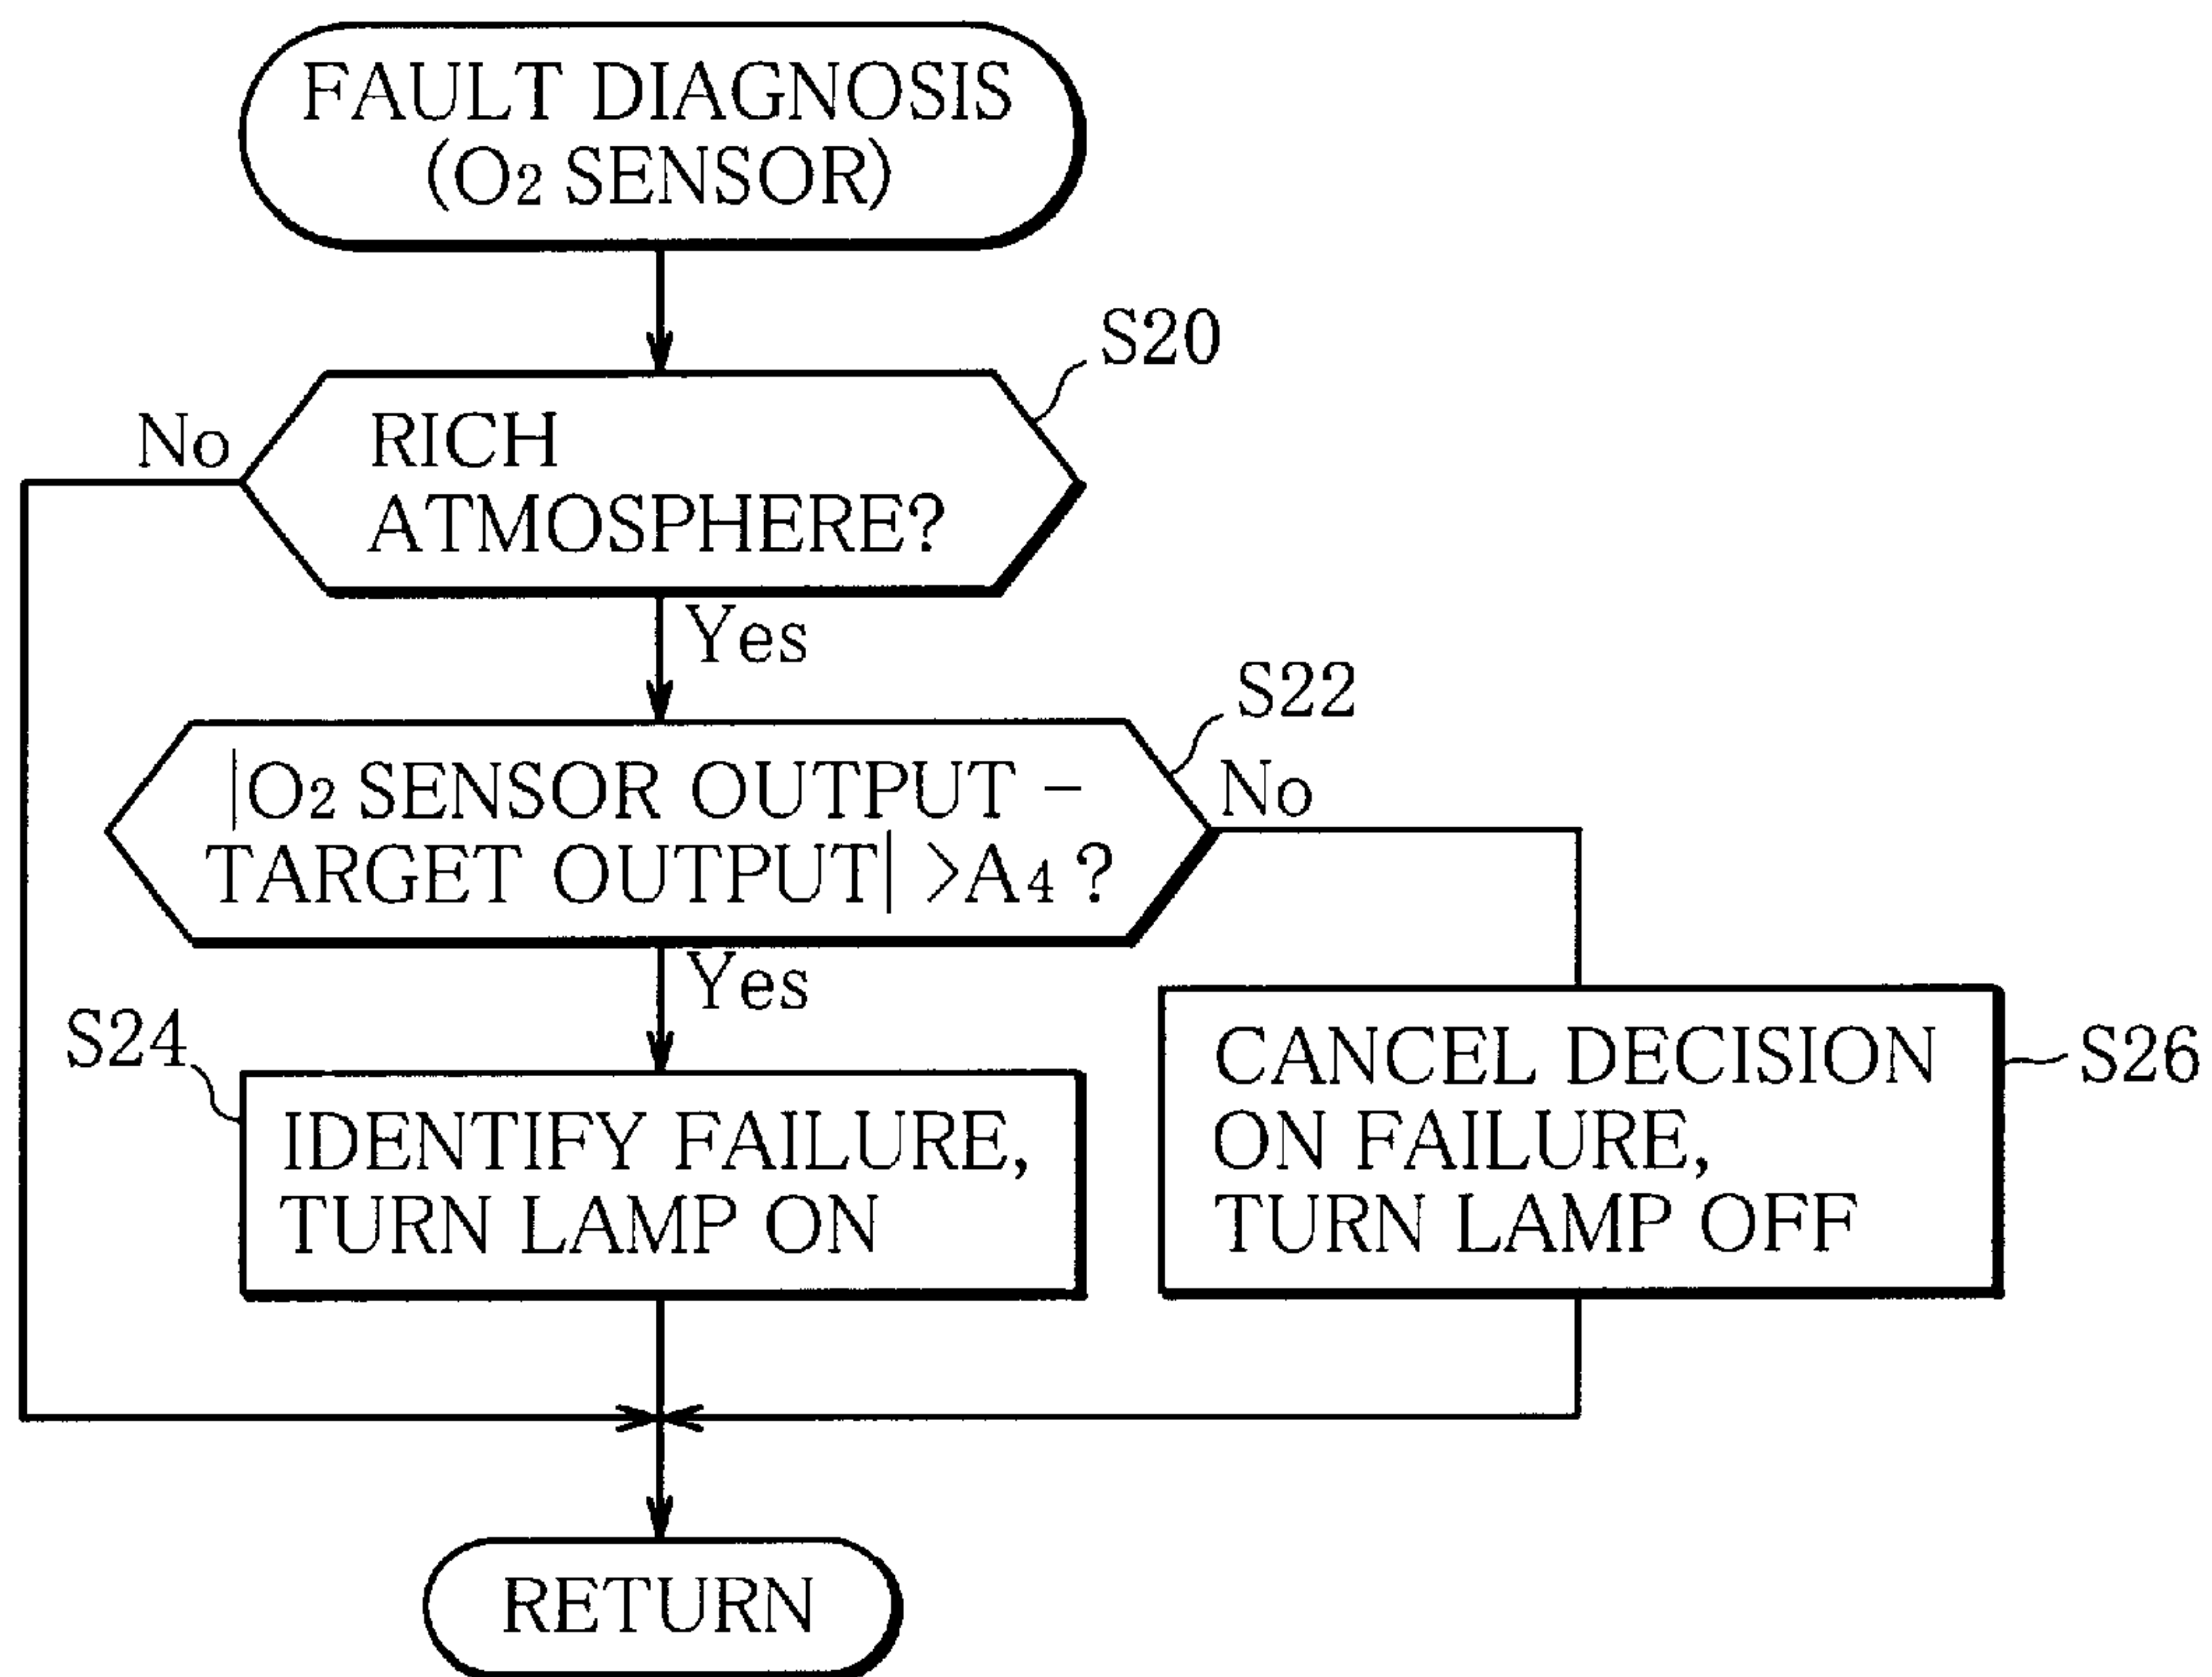 FAULT DIAGNOSIS
(O2 SENSOR)
S20
No
RICH
ATMOSPHERE?
Yes
S22
|O2 SENSOR OUTPUT -
TARGET OUTPUT| >A4 ?
No
Yes
S24
IDENTIFY FAILURE,
TURN LAMP ON
CANCEL DECISION
ON FAILURE,
TURN LAMP OFF
S26
RETURN